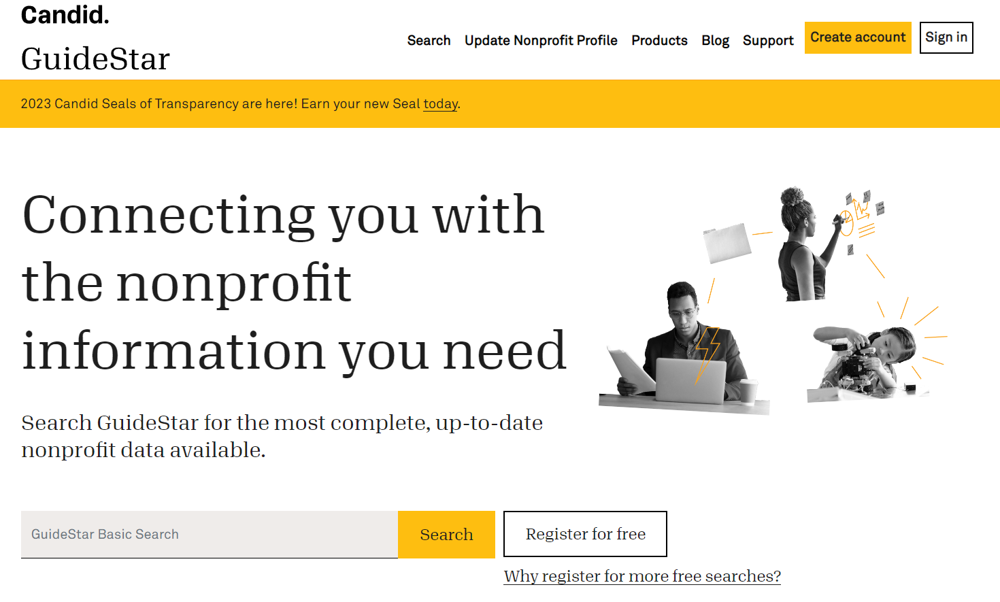 Candid.
GuideStar
Search Update Nonprofit Profile Products Blog Support Create account Sign in
2023 Candid Seals of Transparency are here! Earn your new Seal today.
Connecting you with
the nonprofit
information you need
Search GuideStar for the most complete, up-to-date
nonprofit data available.
GuideStar Basic Search
Search
Register for free
Why register for more free searches?